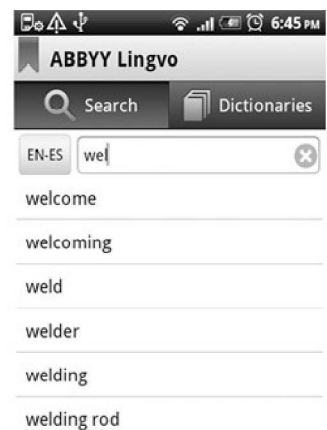 6:45 PM
ABBYY Lingvo
Search
Dictionaries
EN-ES
wel
welcome
welcoming
weld
welder
welding
welding rod